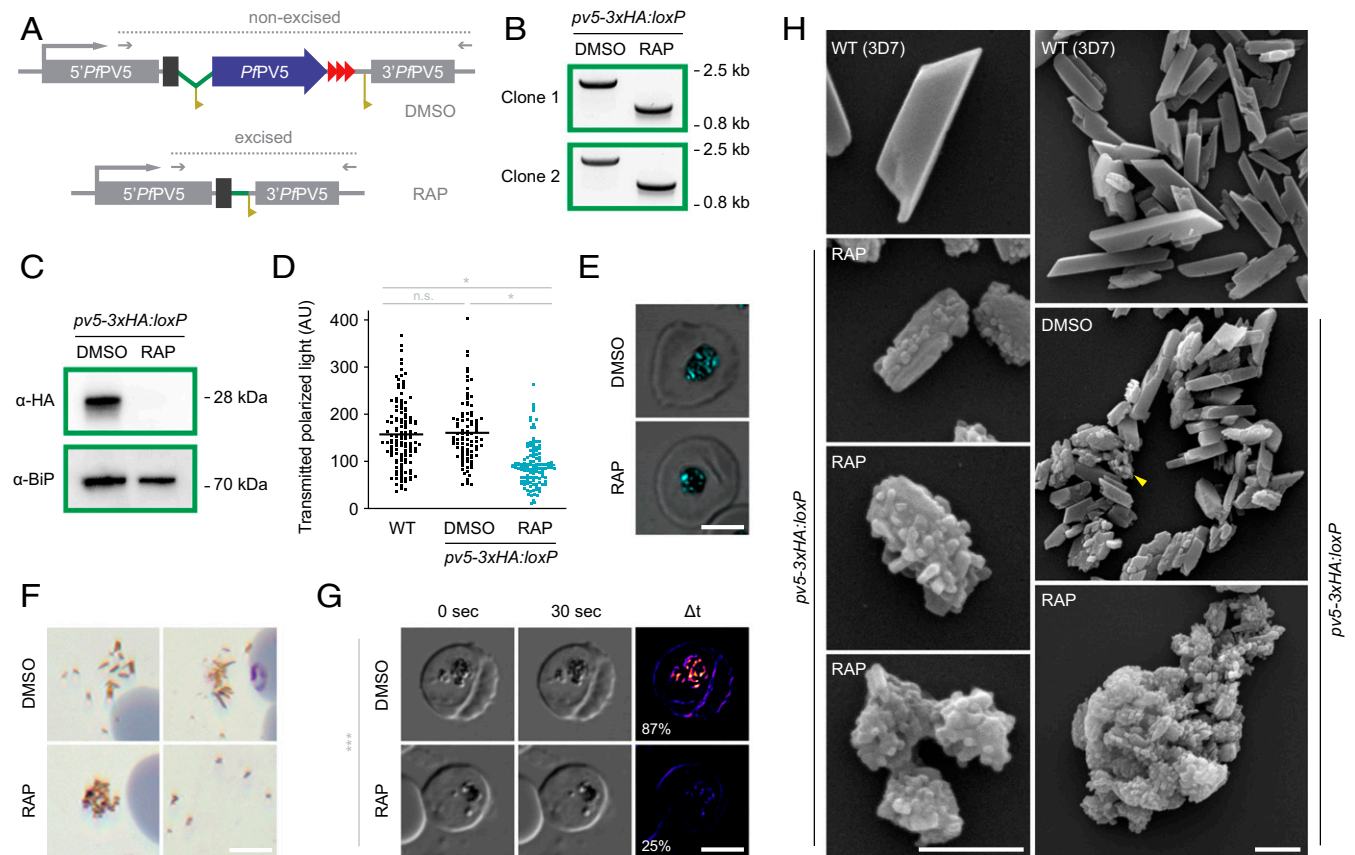 A
non-excised
5'PfPV5
PfPV5
3'PfPV5
DMSO
excised
5'PfPV5
3'PfPV5
RAP
B
pv5-3xHA:loxP
DMSO RAP
Clone 1
- 2.5 kb
- 0.8 kb
Clone 2
- 2.5 kb
- 0.8 kb
C
pv5-3xHA:loxP
DMSO RAP
α-HA
- 28 kDa
α-BiP
- 70 kDa
D
Transmitted polarized light (AU)
*
n.s.
*
400
300
200
100
0
WT
DMSO
RAP
pv5-3xHA:loxP
E
DMSO
RAP
F
DMSO
RAP
G
0 sec
30 sec
Δt
***
DMSO
87%
RAP
25%
H
WT (3D7)
WT (3D7)
pv5-3xHA:loxP
RAP
RAP
RAP
DMSO
RAP
pv5-3xHA:loxP